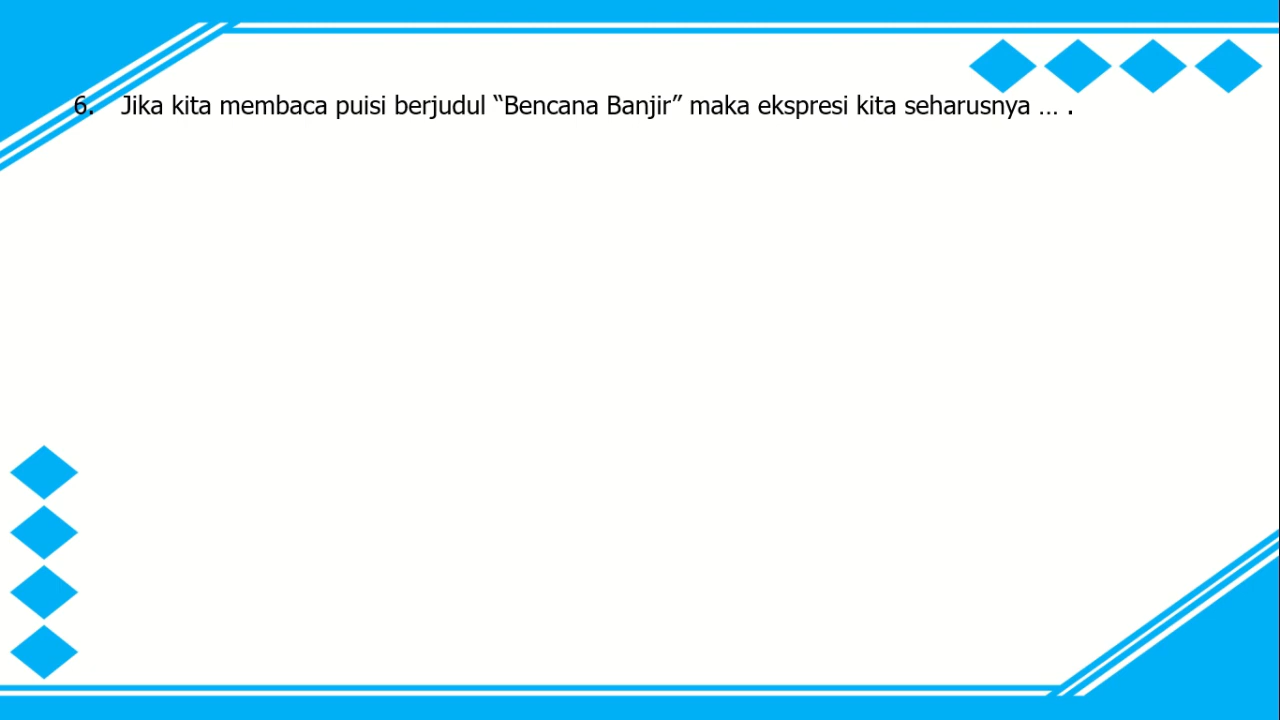 6. Jika kita membaca puisi berjudul “Bencana Banjir” maka ekspresi kita seharusnya … .